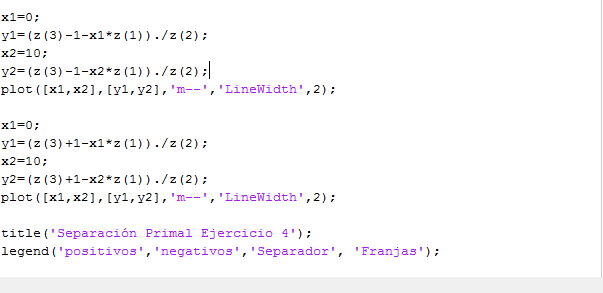 x1=0;
y1=(z(3)-1-x1*z(1))./z(2);
x2=10;
y2=(z(3)-1-x2*z(1))./z(2);
plot([x1,x2],[y1,y2],'m--','LineWidth',2);
x1=0;
y1=(z(3)+1-x1*z(1))./z(2);
x2=10;
y2=(z(3)+1-x2*z(1))./z(2);
plot([x1,x2],[y1,y2],'m--','LineWidth',2);
title('Separación Primal Ejercicio 4');
legend('positivos','negativos','Separador', 'Franjas');